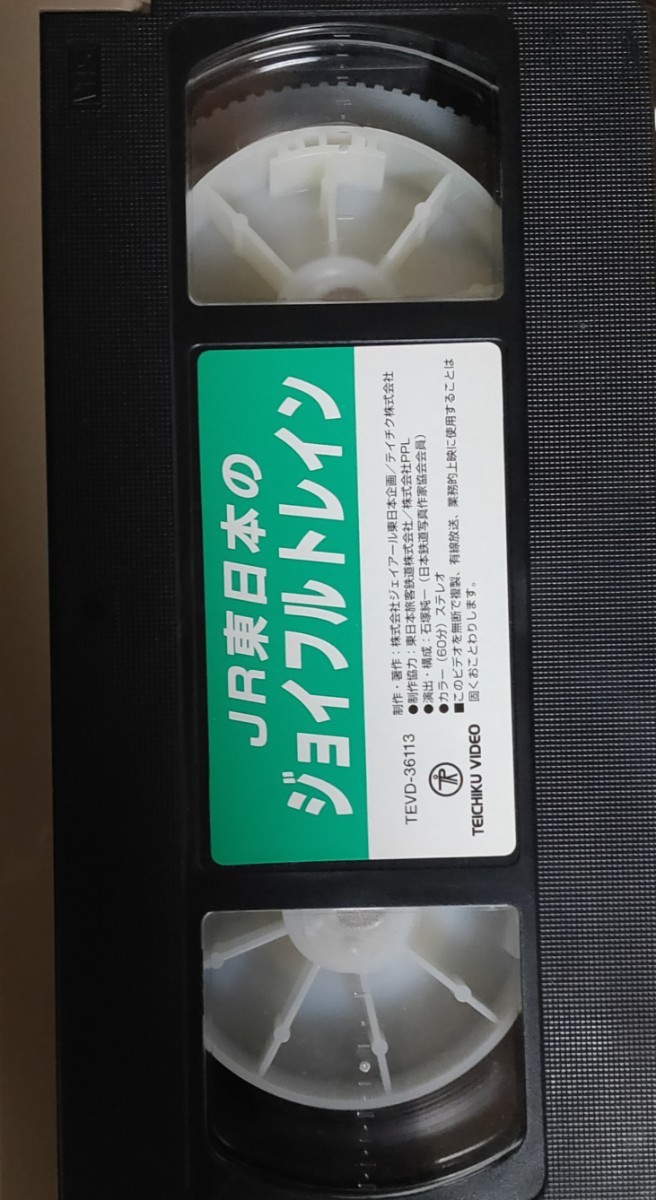 JR東日本の
ジョイフルトレイン
制作・著作：株式会社ジェイアール東日本企画／テイチク株式会社
●制作協力：東日本旅客鉄道株式会社／株式会社PPL
●演出・構成：石塚純一（日本鉄道写真作家協会会員）
●カラー（60分）ステレオ
■このビデオを無断で複製、有線放送、業務的上映に使用することは
固くおことわりします。
TEVD-36113
TEICHIKU VIDEO